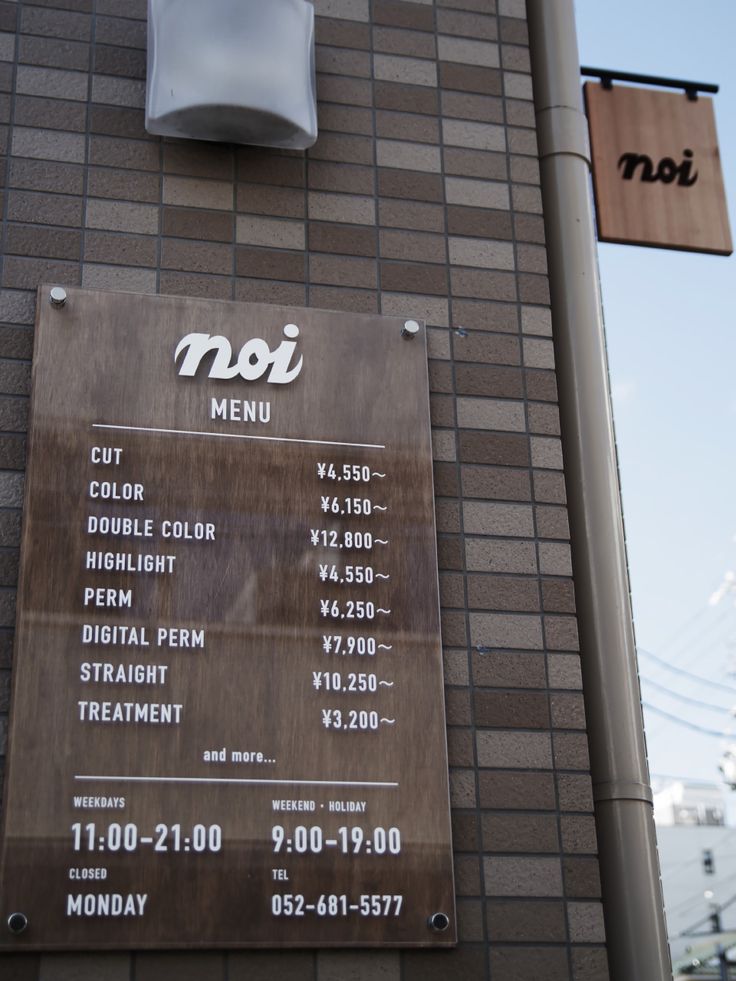 noi
noi
MENU
CUT ¥4,550～
COLOR ¥6,150～
DOUBLE COLOR ¥12,800～
HIGHLIGHT ¥4,550～
PERM ¥6,250～
DIGITAL PERM ¥7,900～
STRAIGHT ¥10,250～
TREATMENT ¥3,200～
and more...
WEEKDAYS WEEKEND・HOLIDAY
11:00-21:00 9:00-19:00
CLOSED TEL
MONDAY 052-681-5577